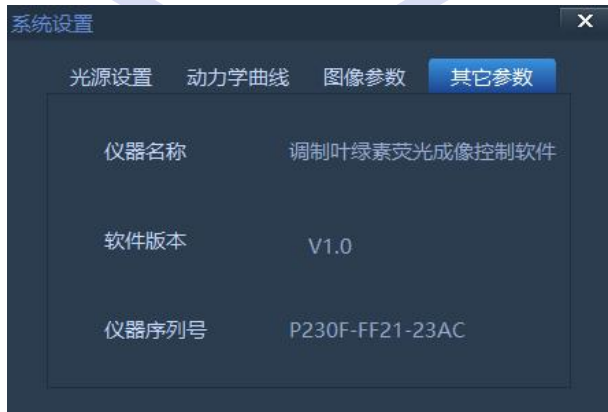 系统设置
光源设置 动力学曲线 图像参数 其它参数
仪器名称 调制叶绿素荧光成像控制软件
软件版本 V1.0
仪器序列号 P230F-FF21-23AC